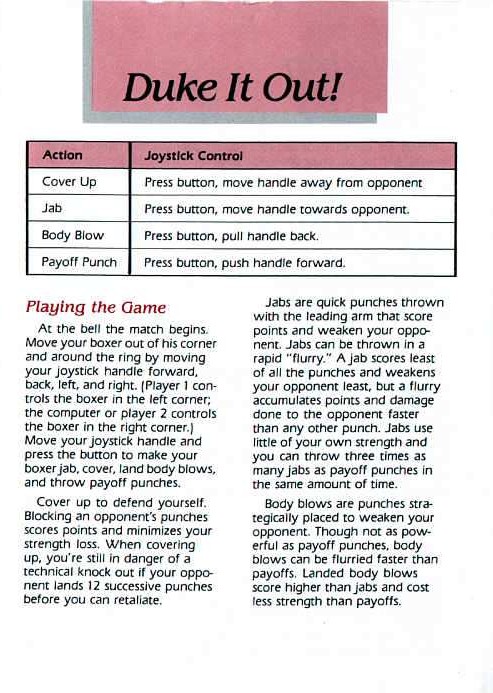 Duke It Out!
Action Joystick Control
Cover Up Press button, move handle away from opponent
Jab Press button, move handle towards opponent.
Body Blow Press button, pull handle back.
Payoff Punch Press button, push handle forward.
Playing the Game
At the bell the match begins.
Move your boxer out of his corner
and around the ring by moving
your joystick handle forward,
back, left, and right. (Player 1 con-
trols the boxer in the left corner;
the computer or player 2 controls
the boxer in the right corner.)
Move your joystick handle and
press the button to make your
boxer jab, cover, land body blows,
and throw payoff punches.
Cover up to defend yourself.
Blocking an opponent's punches
scores points and minimizes your
strength loss. When covering
up, you're still in danger of a
technical knock out if your oppo-
nent lands 12 successive punches
before you can retaliate.
Jabs are quick punches thrown
with the leading arm that score
points and weaken your oppo-
nent. Jabs can be thrown in a
rapid "flurry." A jab scores least
of all the punches and weakens
your opponent least, but a flurry
accumulates points and damage
done to the opponent faster
than any other punch. Jabs use
little of your own strength and
you can throw three times as
many jabs as payoff punches in
the same amount of time.
Body blows are punches stra-
tegically placed to weaken your
opponent. Though not as pow-
erful as payoff punches, body
blows can be flurried faster than
payoffs. Landed body blows
score higher than jabs and cost
less strength than payoffs.